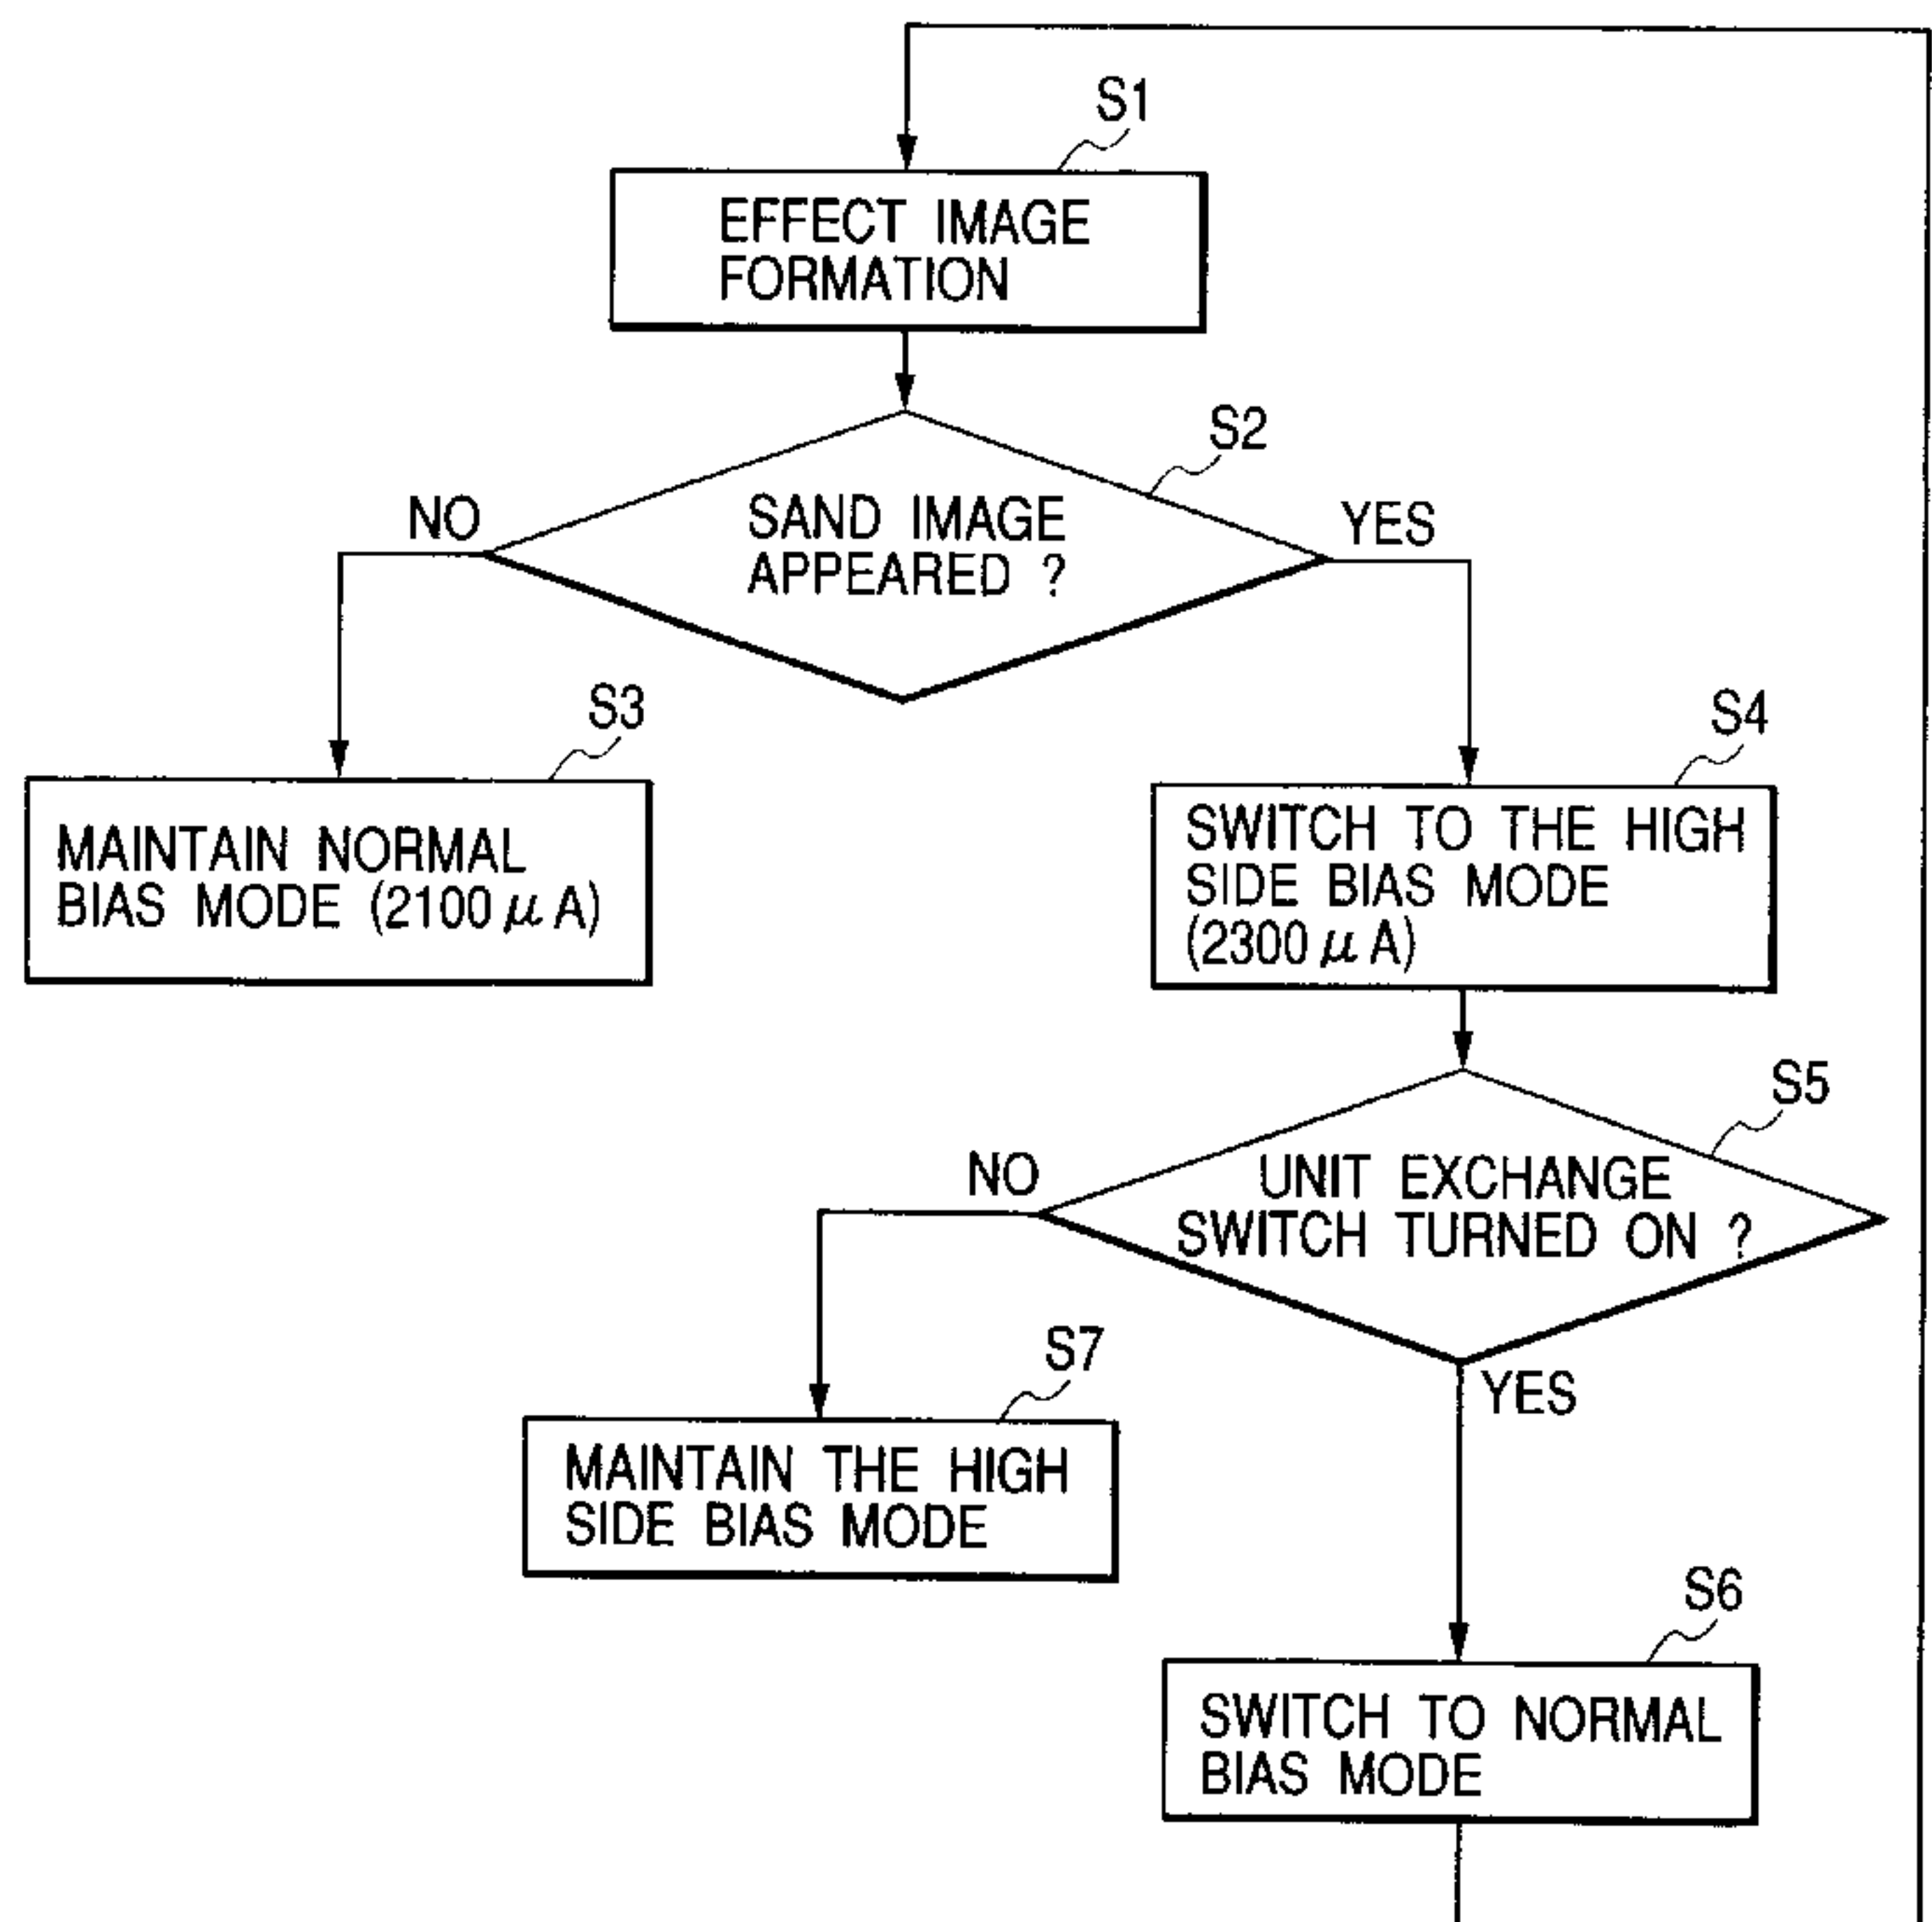 S1
EFFECT IMAGE
FORMATION
S2
NO
SAND IMAGE
APPEARED ?
YES
S3
MAINTAIN NORMAL
BIAS MODE (2100 μA)
S4
SWITCH TO THE HIGH
SIDE BIAS MODE
(2300 μA)
S5
NO
UNIT EXCHANGE
SWITCH TURNED ON ?
YES
S7
MAINTAIN THE HIGH
SIDE BIAS MODE
S6
SWITCH TO NORMAL
BIAS MODE